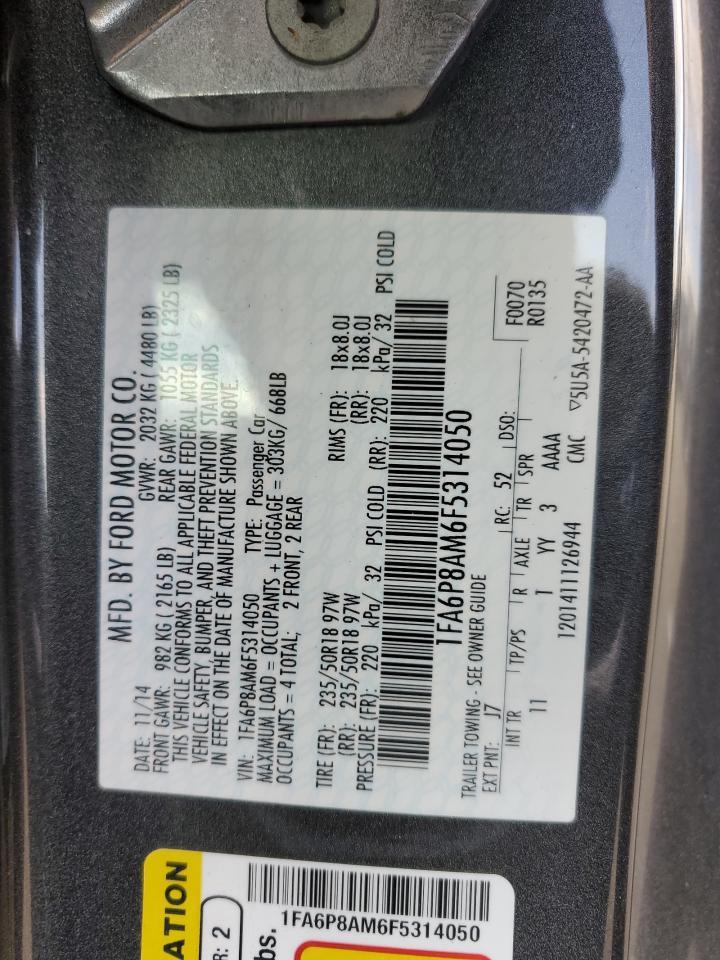 MFD. BY FORD MOTOR CO.
DATE: 11/14 GVWR: 2032 KG ( 4480 LB)
FRONT GAWR: 982 KG ( 2165 LB) REAR GAWR: 1055 KG ( 2325 LB)
THIS VEHICLE CONFORMS TO ALL APPLICABLE FEDERAL MOTOR
VEHICLE SAFETY, BUMPER, AND THEFT PREVENTION STANDARDS
IN EFFECT ON THE DATE OF MANUFACTURE SHOWN ABOVE.
VIN: 1FA6P8AM6F5314050 TYPE: Passenger Car
MAXIMUM LOAD = OCCUPANTS + LUGGAGE = 303KG/ 668LB
OCCUPANTS = 4 TOTAL; 2 FRONT, 2 REAR
TIRE (FR): 235/50R18 97W RIMS (FR): 18x8.0J
(RR): 235/50R18 97W (RR): 18x8.0J
PRESSURE (FR): 220 kPa/ 32 PSI COLD (RR): 220 kPa/ 32 PSI COLD
1FA6P8AM6F5314050
TRAILER TOWING - SEE OWNER GUIDE
EXT PNT: J7 RC: 52 DSO: F0070
R0135
INT TR TP/PS R AXLE TR SPR
11 1 YY 3 AAAA
1201411126944 CMC ▽5U5A-5420472-AA
ATION
R: 2
bs.
1FA6P8AM6F5314050